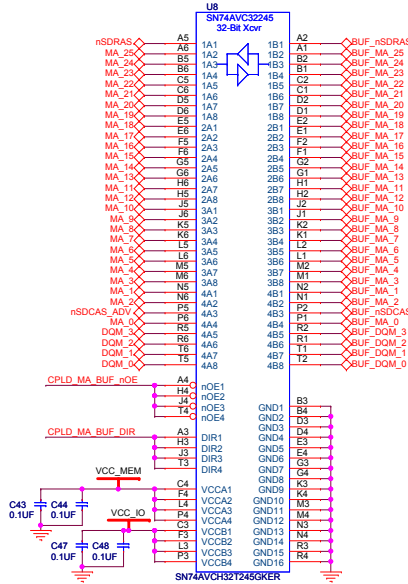 U8
SN74AVC32245
32-Bit Xcvr
nSDRAS A5 1A1 1B1 A2 BUF_nSDRAS
MA_25 A6 1A2 1B2 A1 BUF_MA_25
MA_24 B5 1A3 1B3 B2 BUF_MA_24
MA_23 B6 1A4 1B4 B1 BUF_MA_23
MA_22 C5 1A5 1B5 C2 BUF_MA_22
MA_21 C6 1A6 1B6 C1 BUF_MA_21
MA_20 D5 1A7 1B7 D2 BUF_MA_20
MA_19 D6 1A8 1B8 D1 BUF_MA_19
MA_18 E5 2A1 2B1 E2 BUF_MA_18
MA_17 E6 2A2 2B2 E1 BUF_MA_17
MA_16 F5 2A3 2B3 F2 BUF_MA_16
MA_15 F6 2A4 2B4 F1 BUF_MA_15
MA_14 G5 2A5 2B5 G2 BUF_MA_14
MA_13 G6 2A6 2B6 G1 BUF_MA_13
MA_11 H6 2A7 2B7 H1 BUF_MA_11
MA_12 H5 2A8 2B8 H2 BUF_MA_12
MA_10 J5 3A1 3B1 J2 BUF_MA_10
MA_9 J6 3A2 3B2 J1 BUF_MA_9
MA_8 K5 3A3 3B3 K2 BUF_MA_8
MA_7 K6 3A4 3B4 K1 BUF_MA_7
MA_6 L5 3A5 3B5 L2 BUF_MA_6
MA_5 L6 3A6 3B6 L1 BUF_MA_5
MA_4 M5 3A7 3B7 M2 BUF_MA_4
MA_3 M6 3A8 3B8 M1 BUF_MA_3
MA_1 N5 4A1 4B1 N2 BUF_MA_1
MA_2 N6 4A2 4B2 N1 BUF_MA_2
nSDCAS_ADV P5 4A3 4B3 P2 BUF_nSDCAS
MA_0 P6 4A4 4B4 P1 BUF_MA_0
DQM_3 R5 4A5 4B5 R2 BUF_DQM_3
DQM_2 R6 4A6 4B6 R1 BUF_DQM_2
DQM_1 T6 4A7 4B7 T1 BUF_DQM_1
DQM_0 T5 4A8 4B8 T2 BUF_DQM_0
CPLD_MA_BUF_nOE A4 nOE1
H4 nOE2
J4 nOE3
T4 nOE4
GND1 B3
GND2 B4
GND3 D3
CPLD_MA_BUF_DIR A3 DIR1 GND4 D4
H3 DIR2 GND5 E3
J3 DIR3 GND6 E4
T3 DIR4 GND7 G3
GND8 G4
VCC_MEM
C4 VCCA1 GND9 K3
F4 VCCA2 GND10 K4
L4 VCCA3 GND11 M3
P4 VCCA4 GND12 M4
C43 0.1UF
C44 0.1UF
VCC_IO
C3 VCCB1 GND13 N3
F3 VCCB2 GND14 N4
L3 VCCB3 GND15 R3
P3 VCCB4 GND16 R4
C47 0.1UF
C48 0.1UF
SN74AVCH32T245GKER